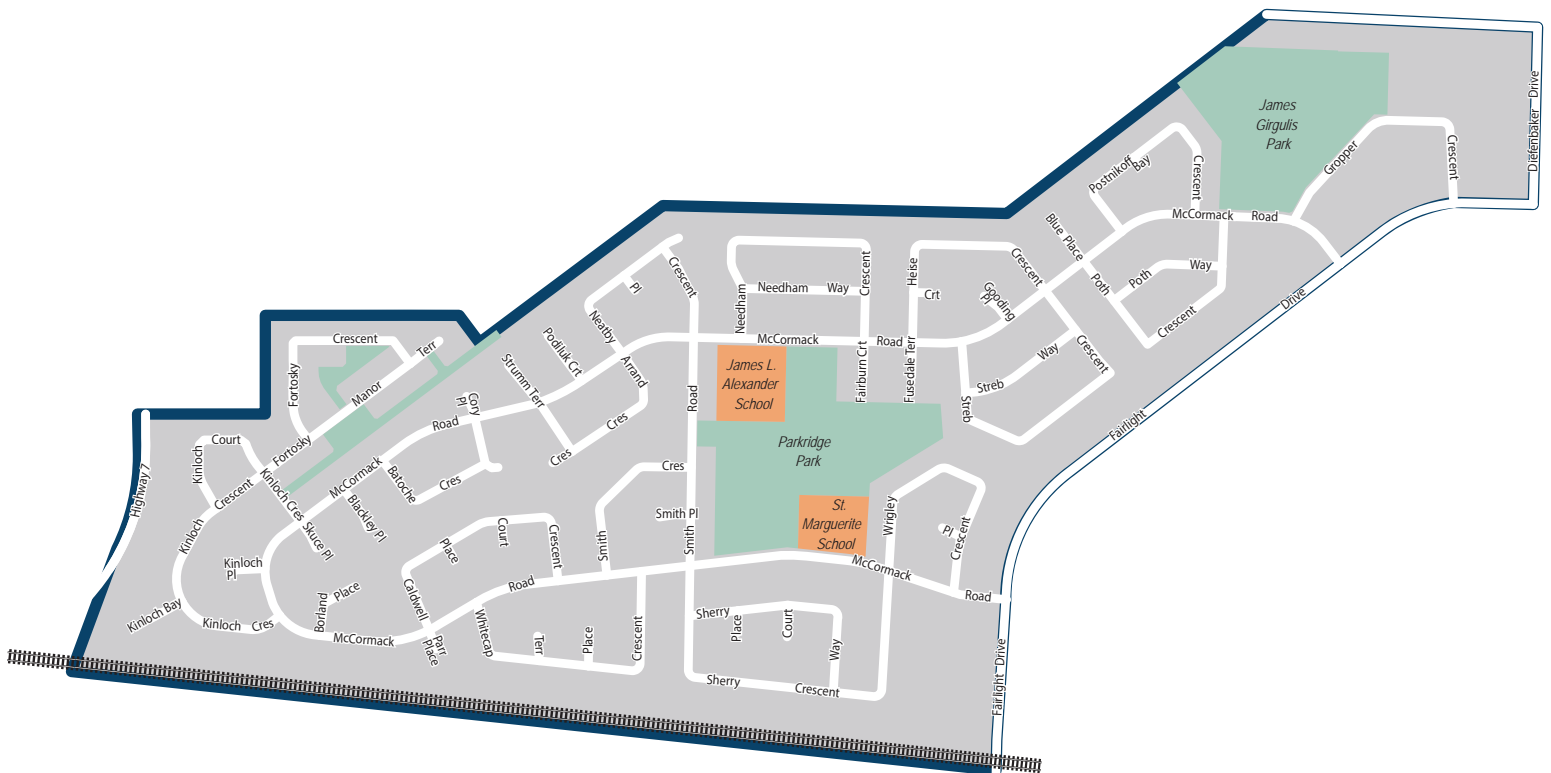 James
Girgulis
Park
Diefenbaker Drive
Gropper
Crescent
Postnikoff
Bay
Crescent
McCormack Road
Blue Place
Poth
Poth
Way
Crescent
Drive
Fairlight
Crescent
Needham Way
Needham
Crescent
Heise
Crt
Gooding
Pl
Crescent
Crescent
Way
Streb
Streb
McCormack Road
Fairburn Crt
Fusedale Terr
Pl
Neatby
Podiluk Crt
Arrand
Strumm Terr
Cres
Cres
Crescent
Terr
Fortosky
Manor
Fortosky
Cory
Pl
Road
McCormack
Batoche
Cres
Blackley Pl
Court
Kinloch
Crescent
Kinloch
Kinloch Cres
Skuce Pl
Highway 7
James L.
Alexander
School
Road
Parkridge
Park
St.
Marguerite
School
Cres
Smith Pl
Smith
Smith
Wrigley
Pl
Crescent
McCormack
Road
Kinloch
Pl
Place
Borland
Kinloch Bay
Kinloch Cres
McCormack
Place
Court
Crescent
Caldwell
Road
Parr
Place
Whitecap
Terr
Place
Crescent
Sherry
Place
Court
Way
Sherry
Crescent
Fairlight Drive